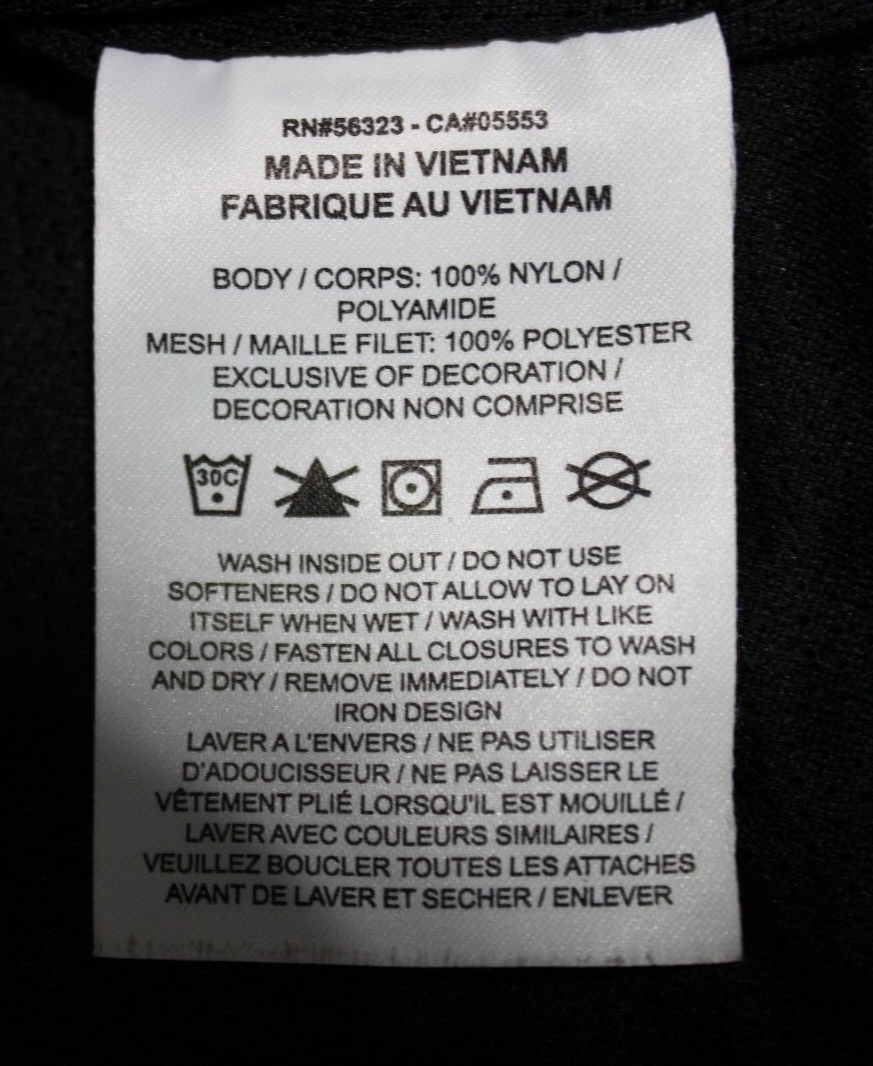 RN#56323 - CA#05553
MADE IN VIETNAM
FABRIQUE AU VIETNAM
BODY / CORPS: 100% NYLON /
POLYAMIDE
MESH / MAILLE FILET: 100% POLYESTER
EXCLUSIVE OF DECORATION /
DECORATION NON COMPRISE
30C
WASH INSIDE OUT / DO NOT USE
SOFTENERS / DO NOT ALLOW TO LAY ON
ITSELF WHEN WET / WASH WITH LIKE
COLORS / FASTEN ALL CLOSURES TO WASH
AND DRY / REMOVE IMMEDIATELY / DO NOT
IRON DESIGN
LAVER A L'ENVERS / NE PAS UTILISER
D'ADOUCISSEUR / NE PAS LAISSER LE
VÊTEMENT PLIÉ LORSQU'IL EST MOUILLÉ /
LAVER AVEC COULEURS SIMILAIRES /
VEUILLEZ BOUCLER TOUTES LES ATTACHES
AVANT DE LAVER ET SECHER / ENLEVER